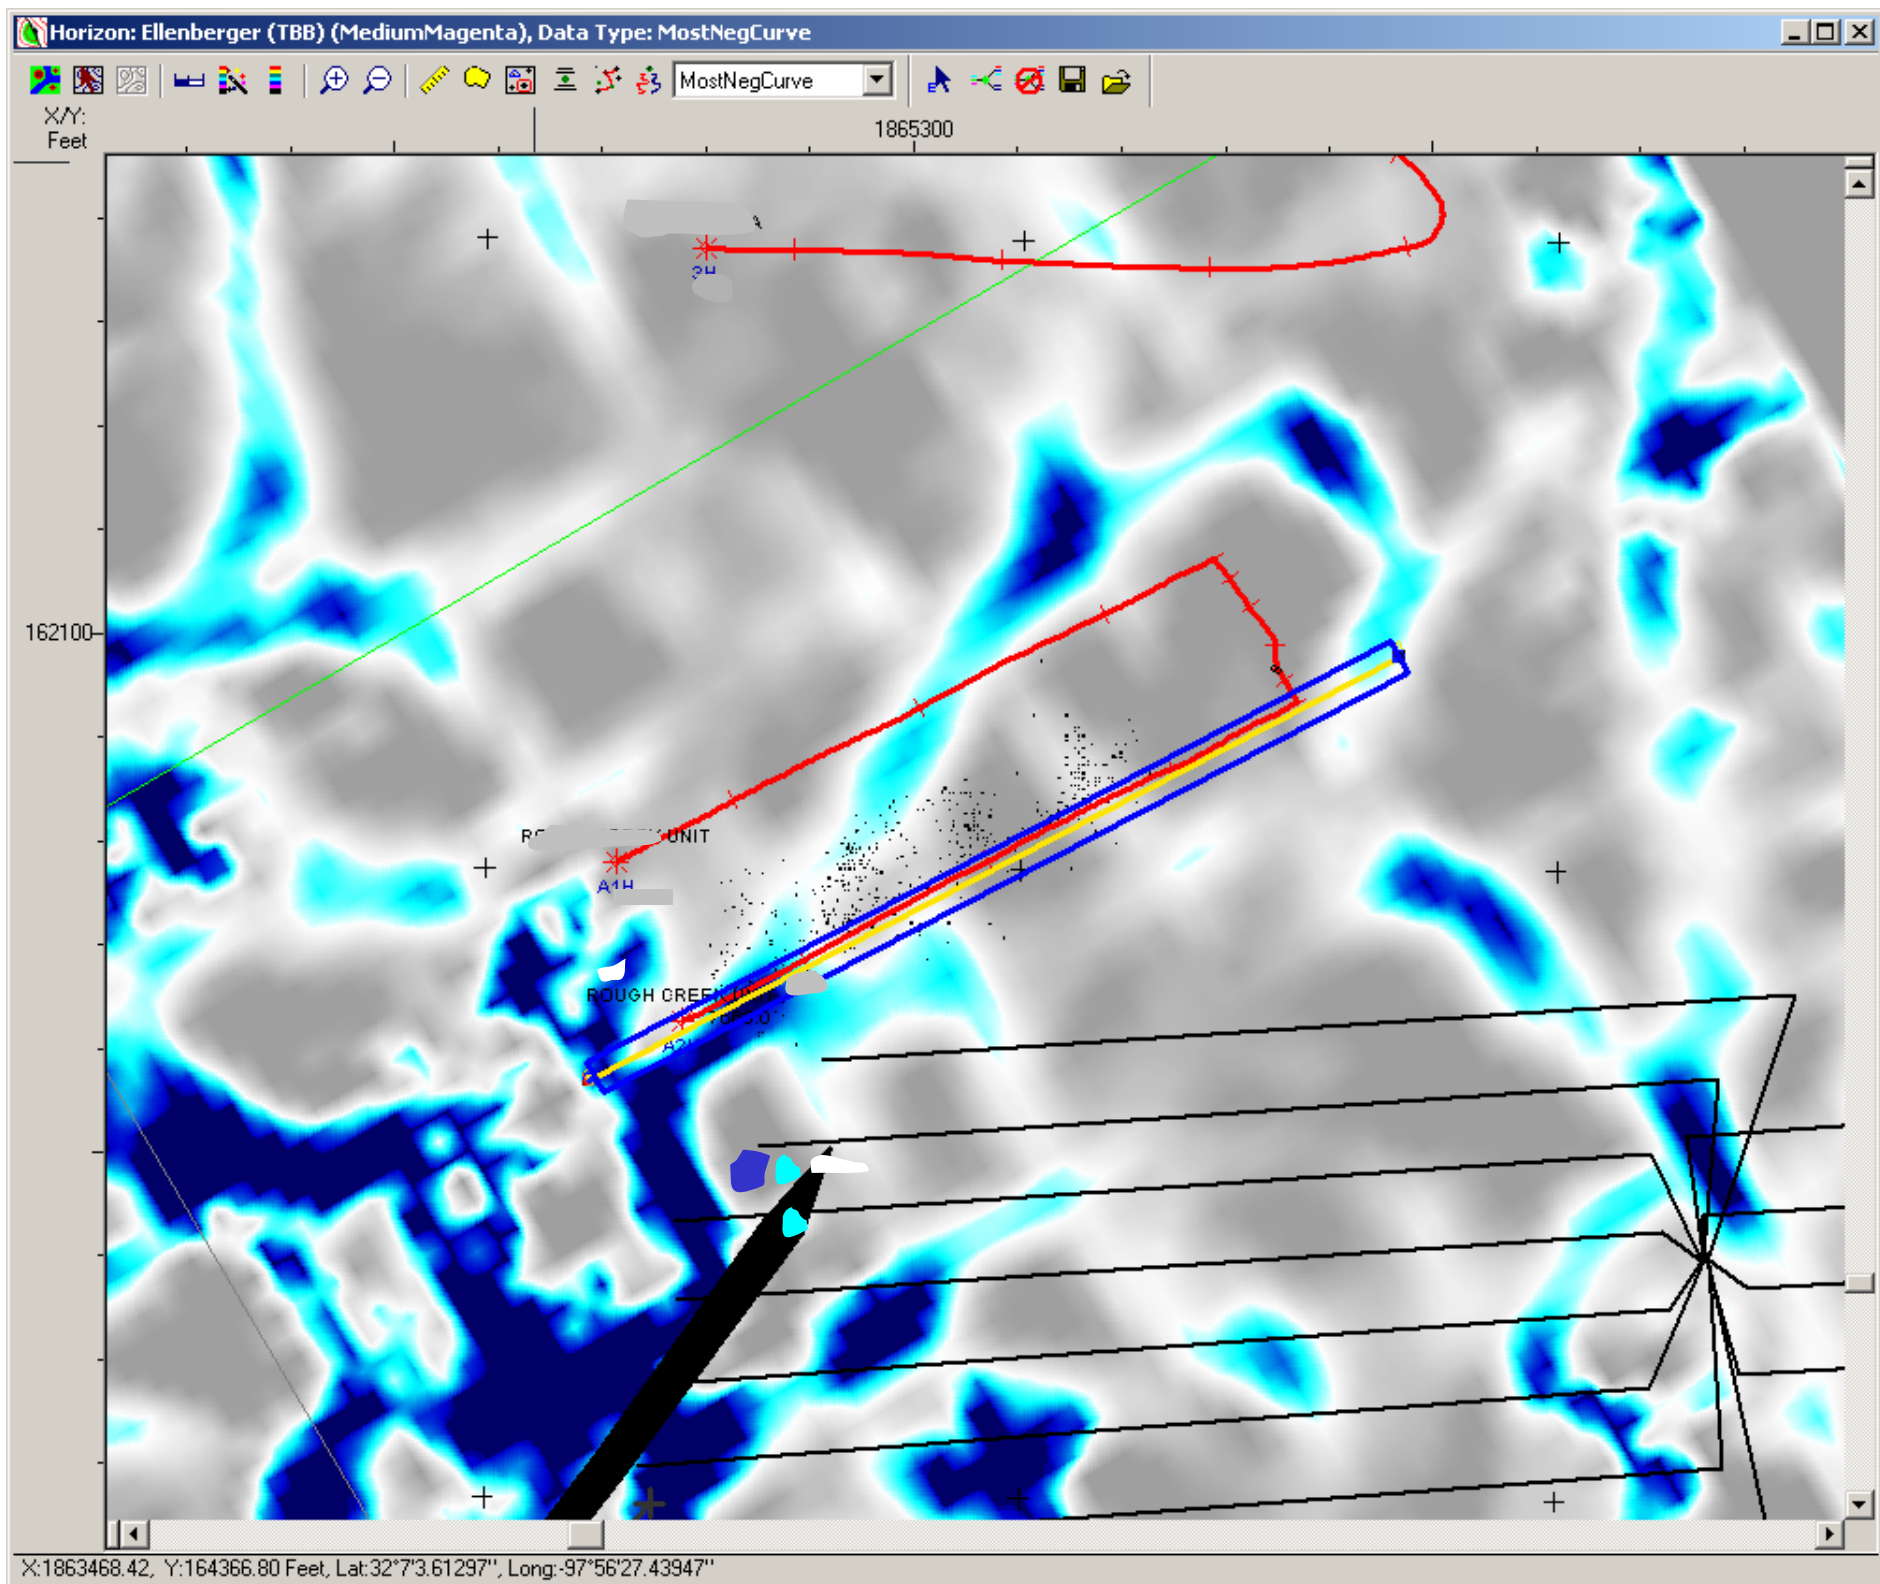 Horizon: Ellenberger (TBB) (MediumMagenta), Data Type: MostNegCurve
MostNegCurve
X/Y:
Feet
1865300
3H
162100
UNIT
A1H
ROUGH CREEK
X:1863468.42, Y:164366.80 Feet, Lat:32°7'3.61297", Long:-97°56'27.43947"